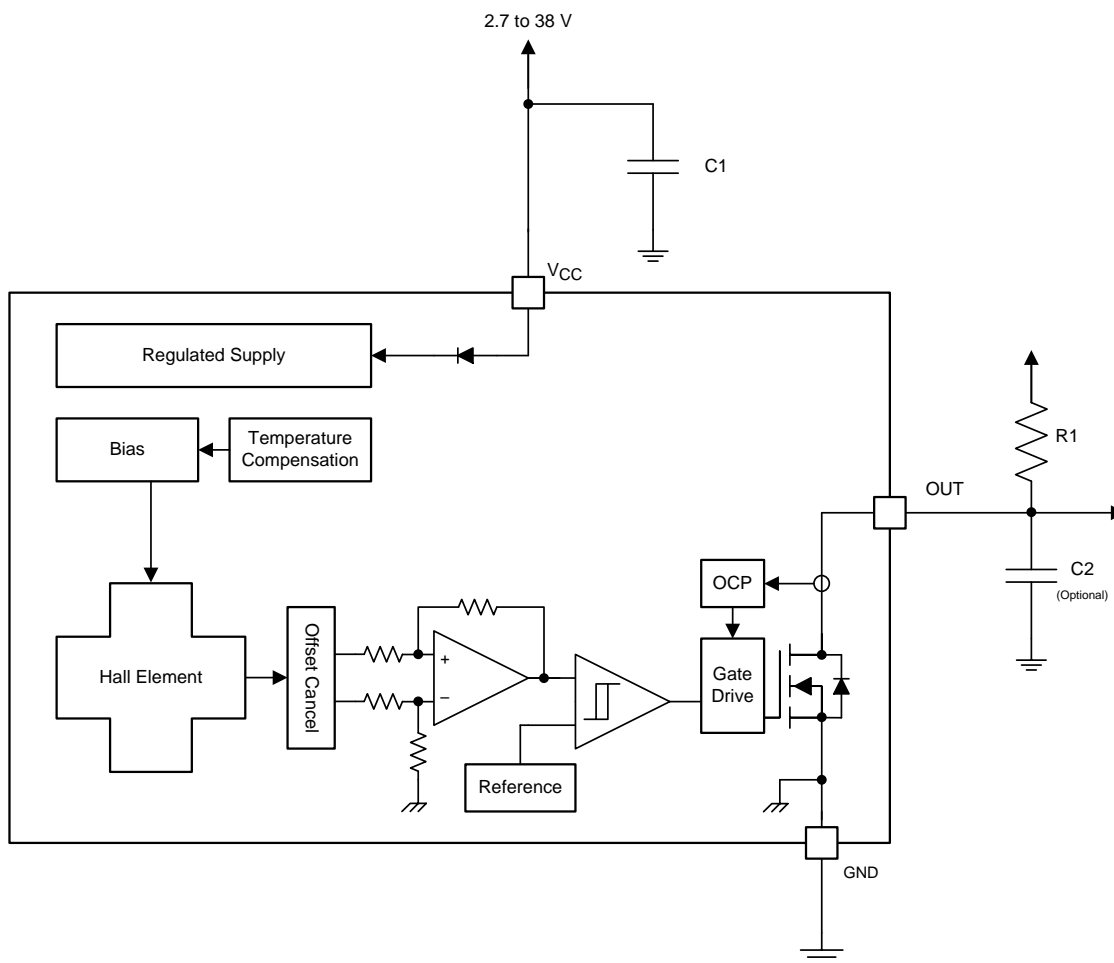 2.7 to 38 V
C1
VCC
Regulated Supply
Bias
Temperature
Compensation
R1
OUT
C2
(Optional)
OCP
Hall Element
Offset Cancel
+
–
Gate
Drive
Reference
GND